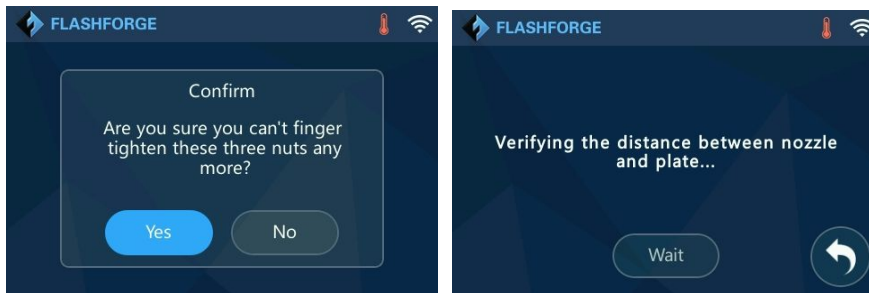 FLASHFORGE
Confirm
Are you sure you can't finger
tighten these three nuts any
more?
Yes
No
FLASHFORGE
Verifying the distance between nozzle
and plate...
Wait